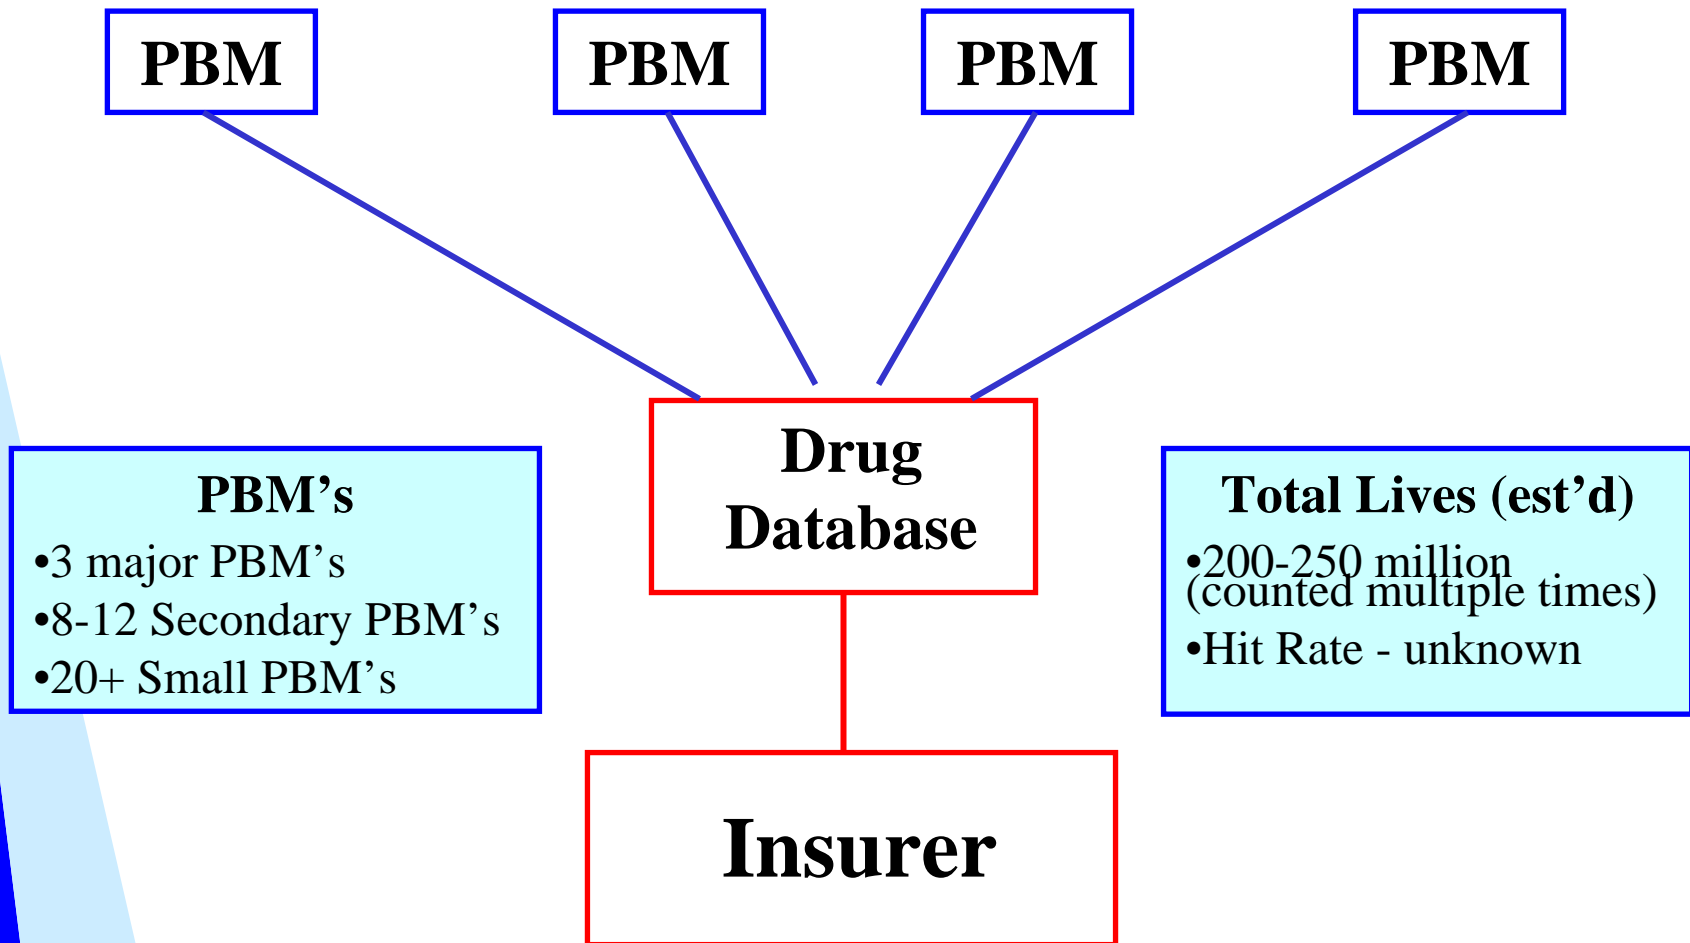 PBM
PBM
PBM
PBM
Drug
Database
PBM’s
•3 major PBM’s
•8-12 Secondary PBM’s
•20+ Small PBM’s
Total Lives (est’d)
•200-250 million
(counted multiple times)
•Hit Rate - unknown
Insurer